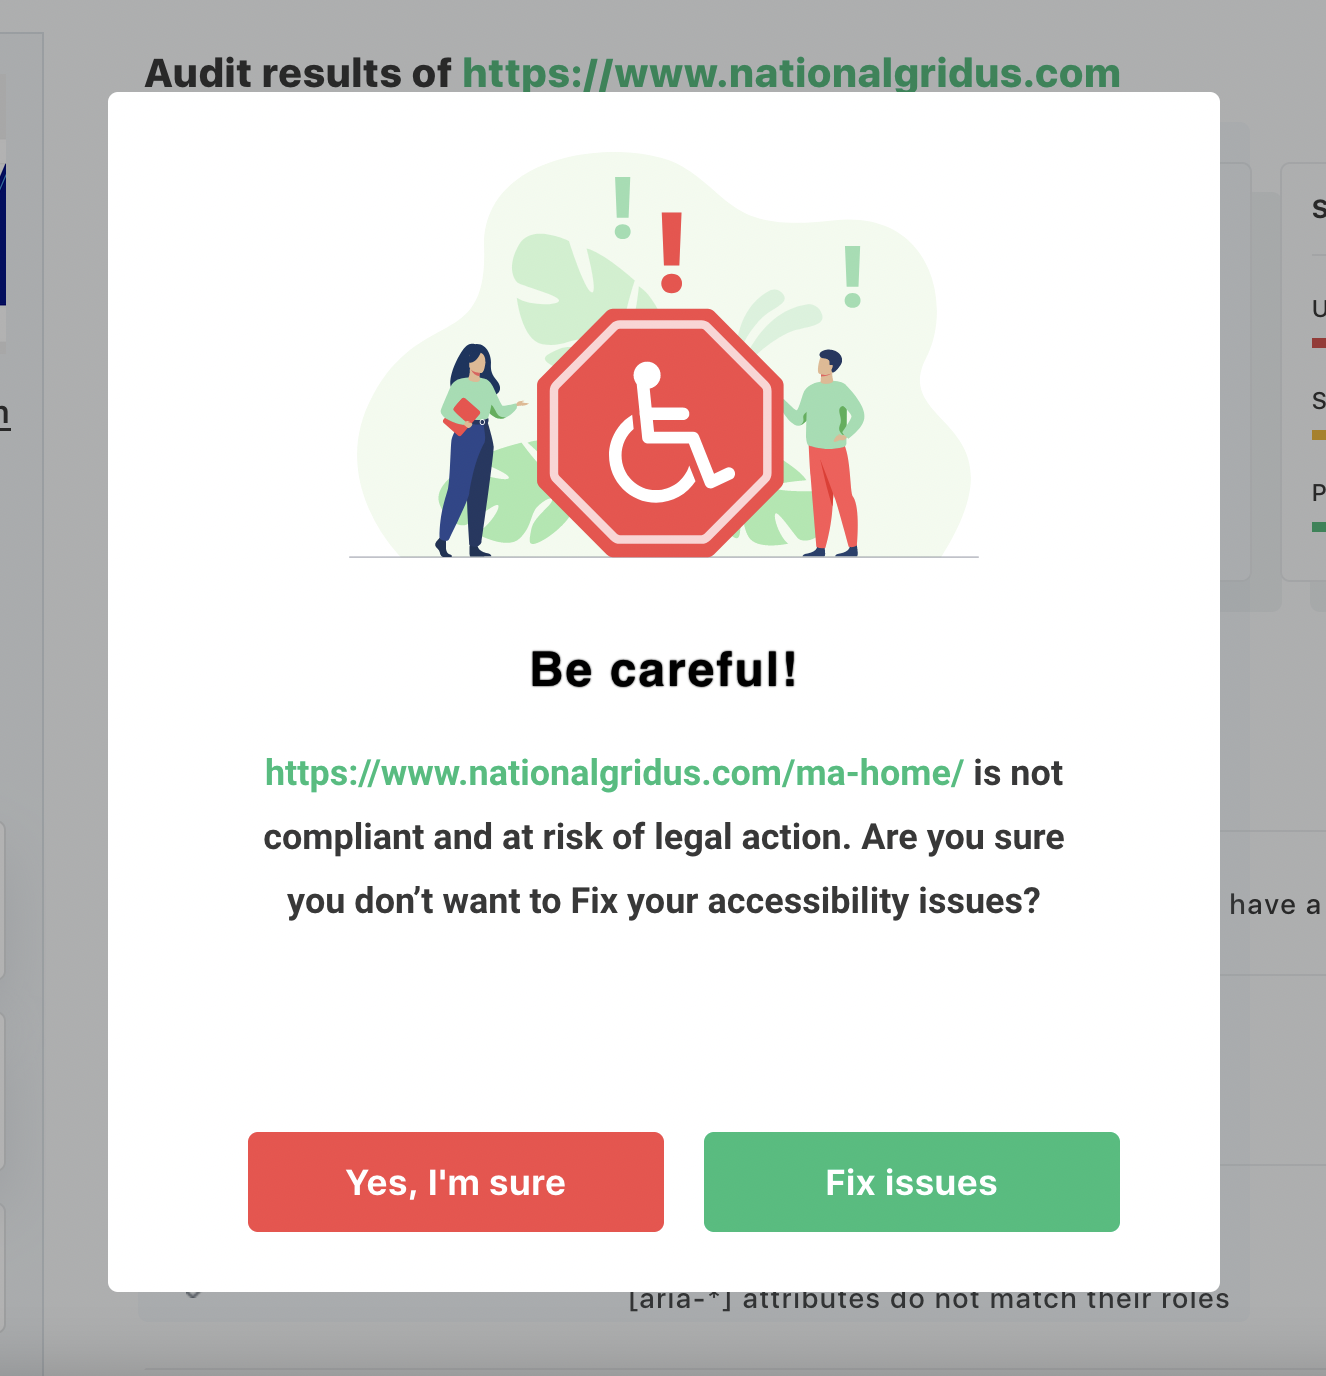 Audit results of https://www.nationalgridus.com
Be careful!
https://www.nationalgridus.com/ma-home/ is not
compliant and at risk of legal action. Are you sure
you don’t want to Fix your accessibility issues?
have a
Yes, I'm sure
Fix issues
[aria-*] attributes do not match their roles